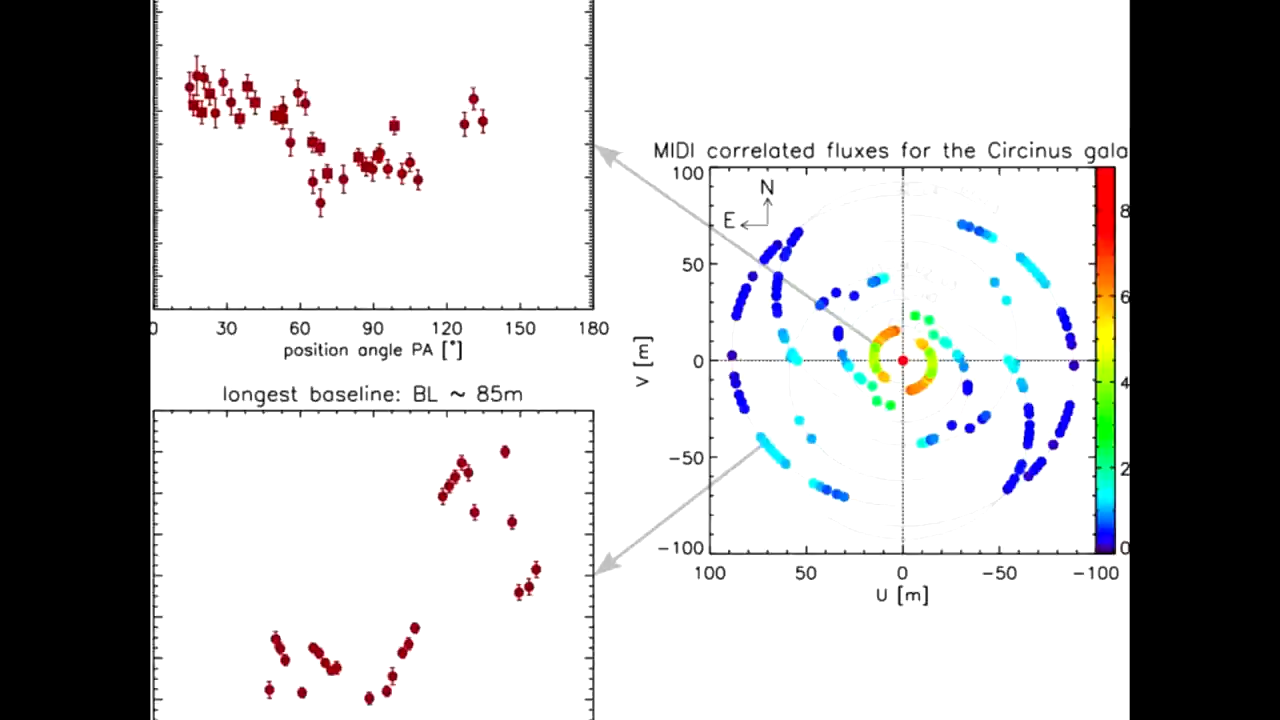 0 30 60 90 120 150 180
position angle PA [°]
longest baseline: BL ~ 85m
MIDI correlated fluxes for the Circinus gala
N
E
100
50
0
−50
−100
V [m]
100 50 0 −50 −100
U [m]
8
6
4
2
0